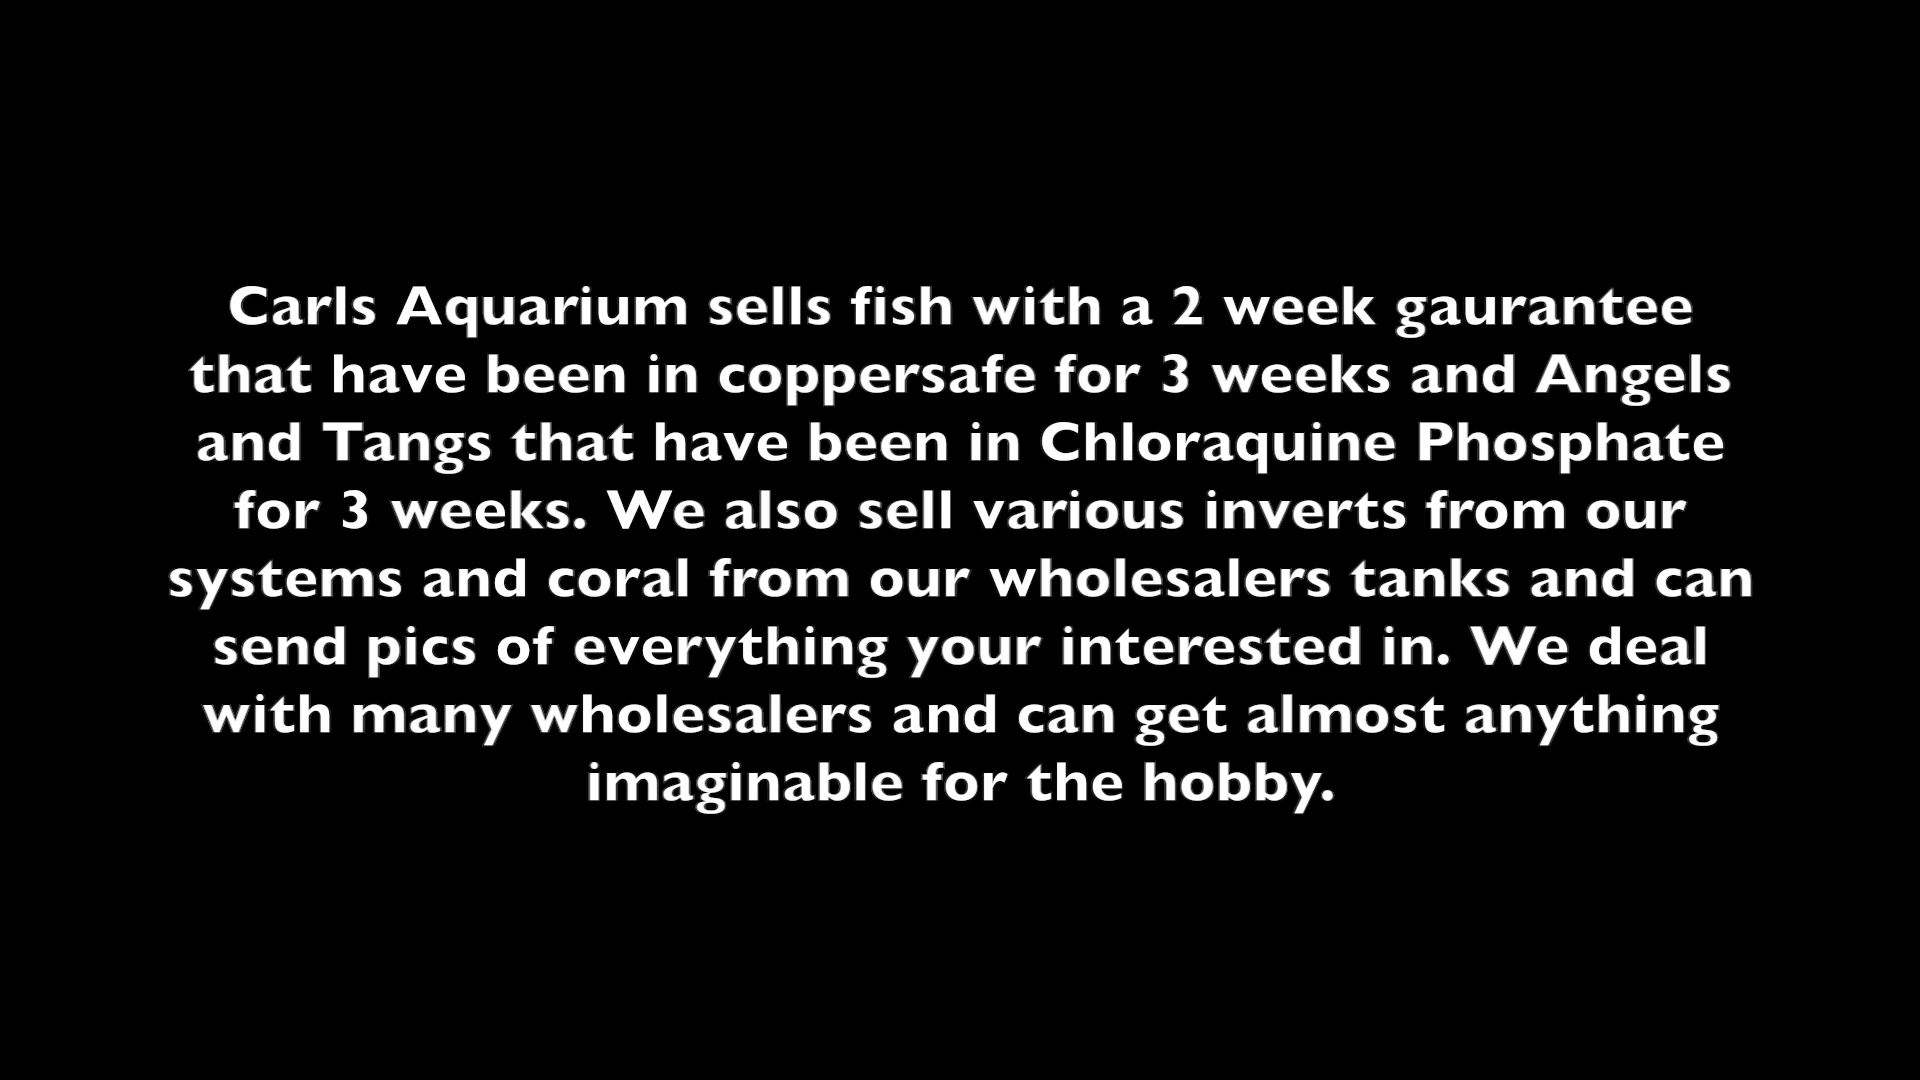 Carls Aquarium sells fish with a 2 week gaurantee
that have been in coppersafe for 3 weeks and Angels
and Tangs that have been in Chloraquine Phosphate
for 3 weeks. We also sell various inverts from our
systems and coral from our wholesalers tanks and can
send pics of everything your interested in. We deal
with many wholesalers and can get almost anything
imaginable for the hobby.